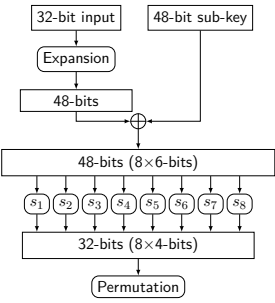 32-bit input 48-bit sub-key
Expansion
48-bits
48-bits (8×6-bits)
s1 s2 s3 s4 s5 s6 s7 s8
32-bits (8×4-bits)
Permutation